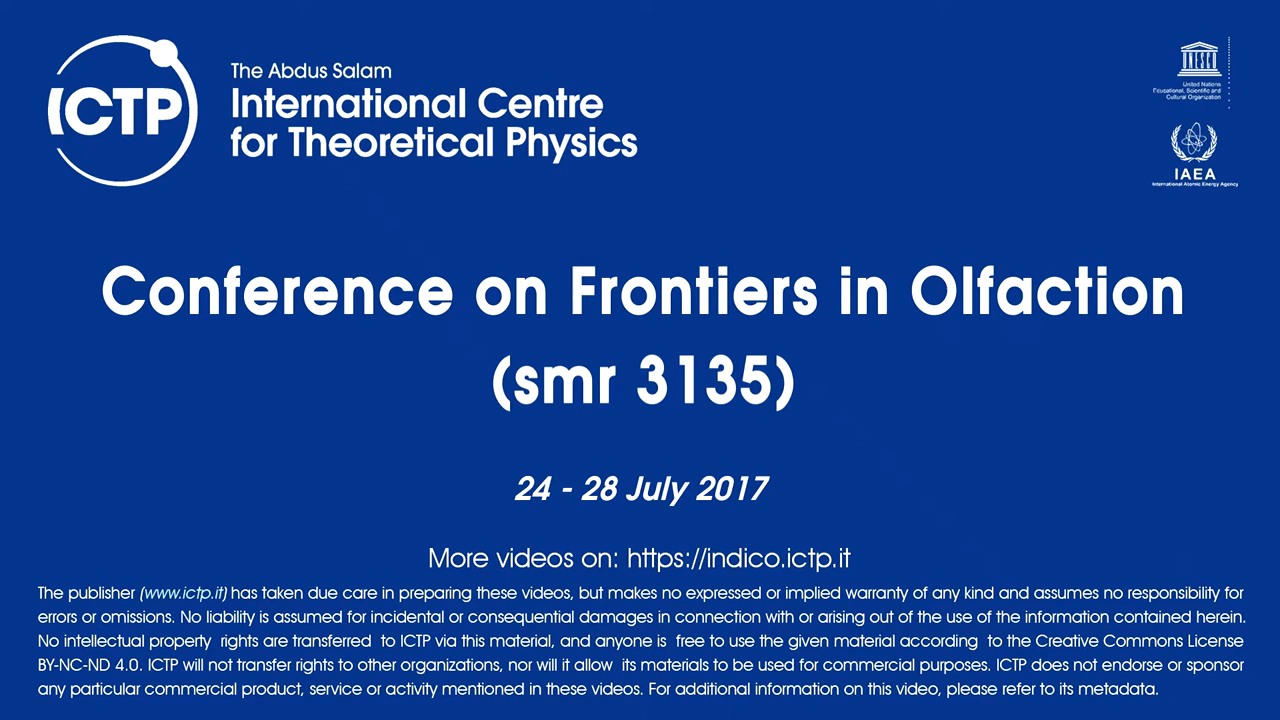 ICTP
The Abdus Salam
International Centre
for Theoretical Physics
UNESCO
United Nations
Educational, Scientific and
Cultural Organization
IAEA
International Atomic Energy Agency
Conference on Frontiers in Olfaction
(smr 3135)
24 - 28 July 2017
More videos on: https://indico.ictp.it
The publisher (www.ictp.it) has taken due care in preparing these videos, but makes no expressed or implied warranty of any kind and assumes no responsibility for
errors or omissions. No liability is assumed for incidental or consequential damages in connection with or arising out of the use of the information contained herein.
No intellectual property rights are transferred to ICTP via this material, and anyone is free to use the given material according to the Creative Commons License
BY-NC-ND 4.0. ICTP will not transfer rights to other organizations, nor will it allow its materials to be used for commercial purposes. ICTP does not endorse or sponsor
any particular commercial product, service or activity mentioned in these videos. For additional information on this video, please refer to its metadata.